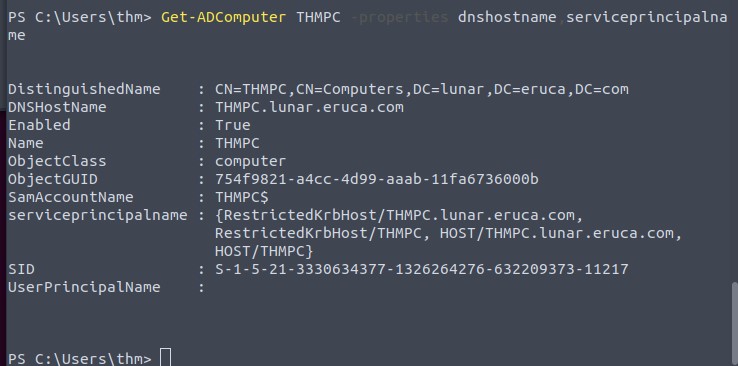 PS C:\Users\thm> Get-ADComputer THMPC -properties dnshostname,serviceprincipalna
me
DistinguishedName : CN=THMPC,CN=Computers,DC=lunar,DC=eruca,DC=com
DNSHostName : THMPC.lunar.eruca.com
Enabled : True
Name : THMPC
ObjectClass : computer
ObjectGUID : 754f9821-a4cc-4d99-aaab-11fa6736000b
SamAccountName : THMPC$
serviceprincipalname : {RestrictedKrbHost/THMPC.lunar.eruca.com,
RestrictedKrbHost/THMPC, HOST/THMPC.lunar.eruca.com,
HOST/THMPC}
SID : S-1-5-21-3330634377-1326264276-632209373-11217
UserPrincipalName :
PS C:\Users\thm>